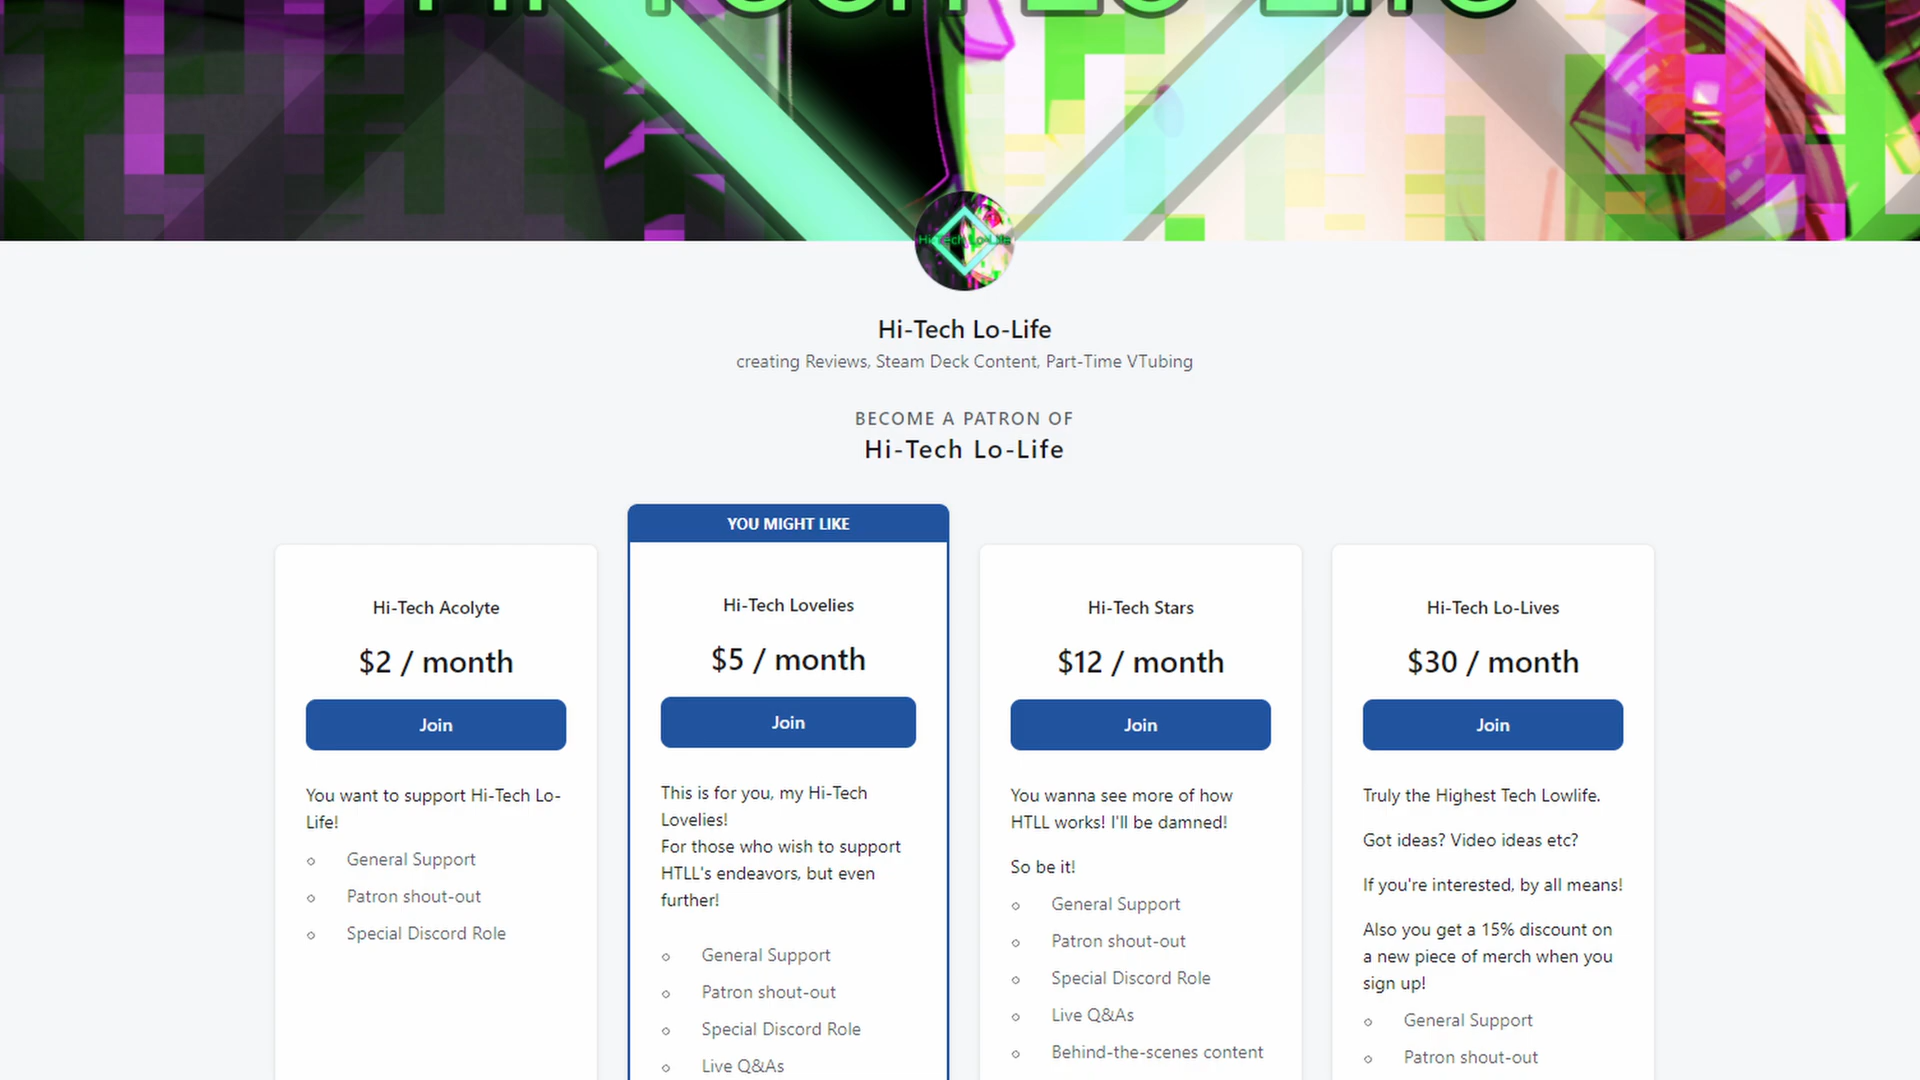 Hi-Tech Lo-Life
Hi-Tech Lo-Life
Hi-Tech Lo-Life
creating Reviews, Steam Deck Content, Part-Time VTubing
BECOME A PATRON OF
Hi-Tech Lo-Life
Hi-Tech Acolyte
$2 / month
Join
You want to support Hi-Tech Lo-
Life!
General Support
Patron shout-out
Special Discord Role
YOU MIGHT LIKE
Hi-Tech Lovelies
$5 / month
Join
This is for you, my Hi-Tech
Lovelies!
For those who wish to support
HTLL's endeavors, but even
further!
General Support
Patron shout-out
Special Discord Role
Live Q&As
Hi-Tech Stars
$12 / month
Join
You wanna see more of how
HTLL works! I'll be damned!
So be it!
General Support
Patron shout-out
Special Discord Role
Live Q&As
Behind-the-scenes content
Hi-Tech Lo-Lives
$30 / month
Join
Truly the Highest Tech Lowlife.
Got ideas? Video ideas etc?
If you're interested, by all means!
Also you get a 15% discount on
a new piece of merch when you
sign up!
General Support
Patron shout-out